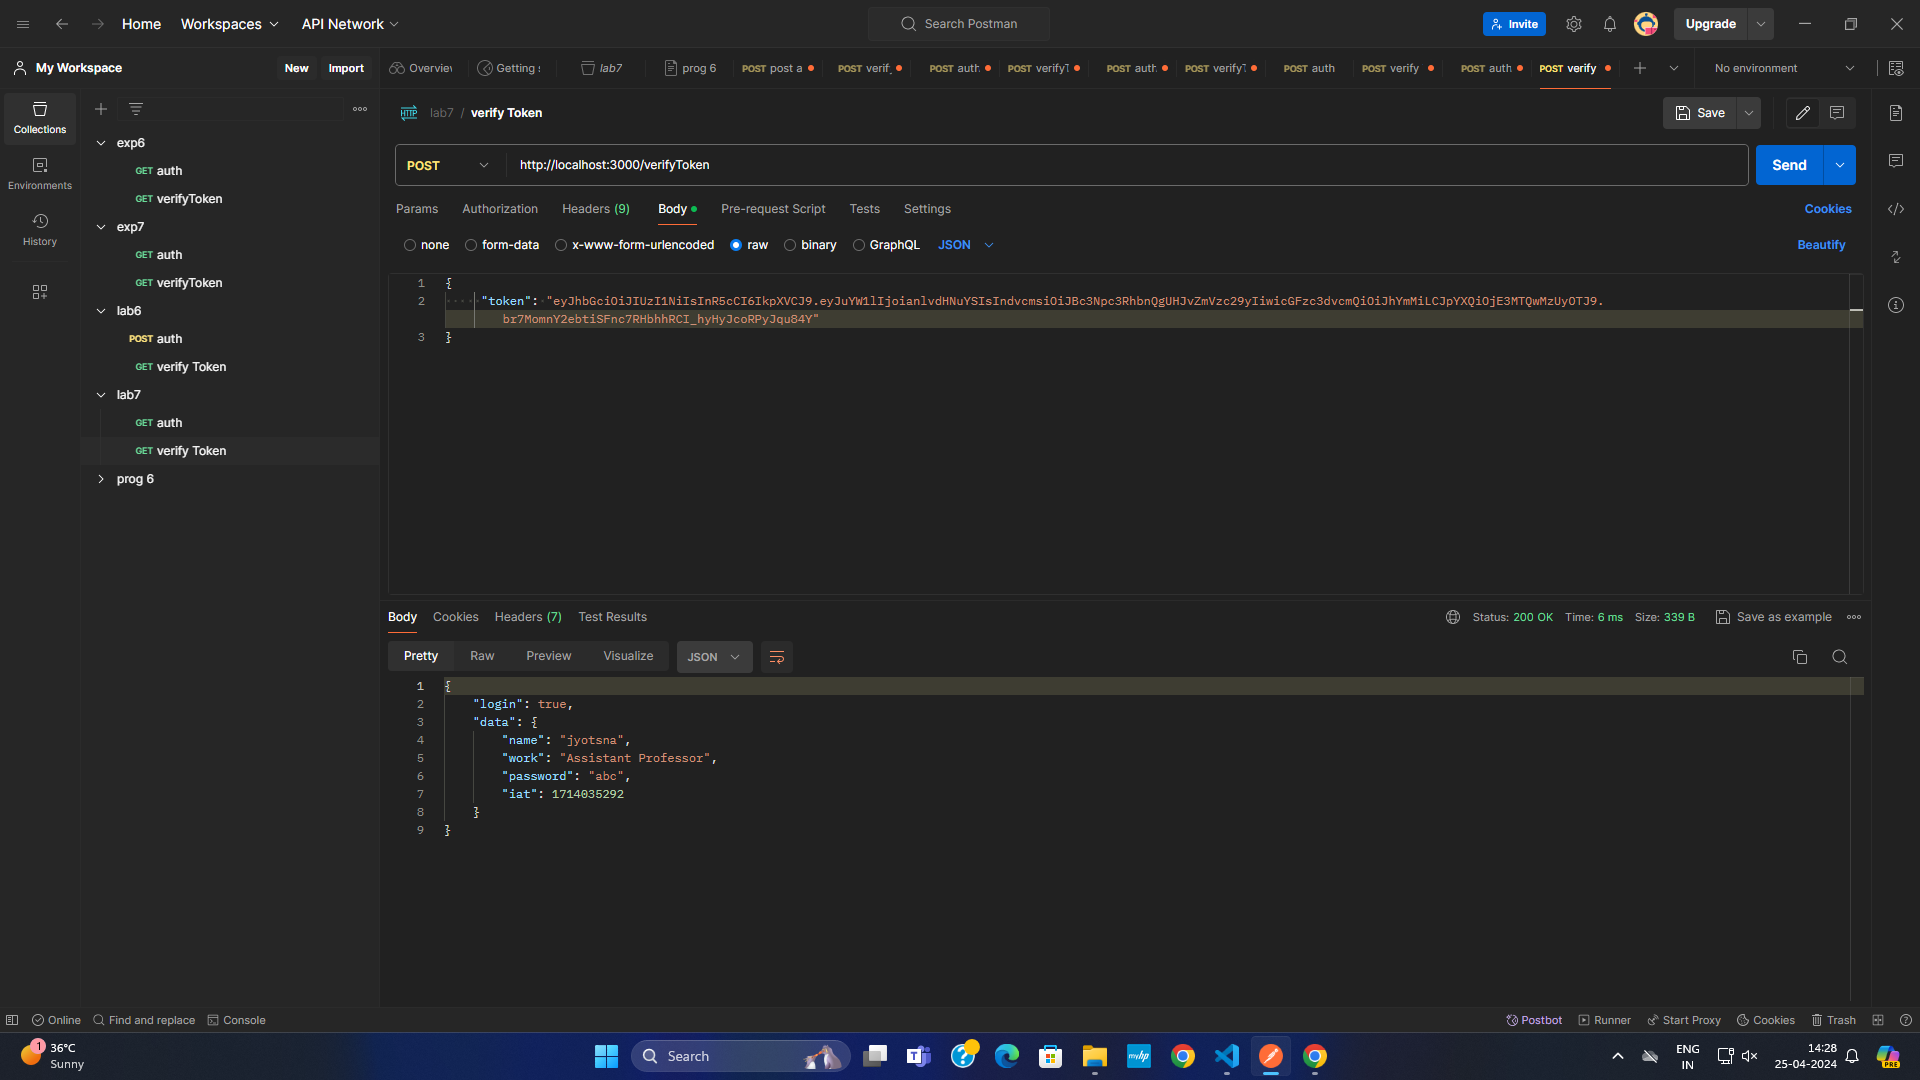 Home
Workspaces
API Network
Search Postman
Invite
Upgrade
My Workspace
New
Import
Overvie
Getting
lab7
prog 6
POST post a
POST verif
POST auth
POST verifyT
POST auth
POST verifyT
POST auth
POST verify
POST auth
POST verify
No environment
Collections
Environments
History
exp6
GET auth
GET verifyToken
exp7
GET auth
GET verifyToken
lab6
POST auth
GET verify Token
lab7
GET auth
GET verify Token
prog 6
HTTP lab7 / verify Token
Save
POST
http://localhost:3000/verifyToken
Send
Params
Authorization
Headers (9)
Body
Pre-request Script
Tests
Settings
Cookies
none
form-data
x-www-form-urlencoded
raw
binary
GraphQL
JSON
Beautify
1 {
2 "token": "eyJhbGciOiJIUzI1NiIsInR5cCI6IkpXVCJ9.eyJuYW1lIjoianlvdHNuYSIsIndvcmsiOiJBc3Npc3RhbnQgUHJvZmVzc29yIiwicGFzc3dvcmQiOiJhYmMiLCJpYXQiOjE3MTQwMzUyOTJ9.
br7MomnY2ebtiSFnc7RHbhhRCI_hyHyJcoRPyJqu84Y"
3 }
Body
Cookies
Headers (7)
Test Results
Status: 200 OK
Time: 6 ms
Size: 339 B
Save as example
Pretty
Raw
Preview
Visualize
JSON
1 {
2 "login": true,
3 "data": {
4 "name": "jyotsna",
5 "work": "Assistant Professor",
6 "password": "abc",
7 "iat": 1714035292
8 }
9 }
Online
Find and replace
Console
Postbot
Runner
Start Proxy
Cookies
Trash
1
36°C
Sunny
Search
myhp
ENG
IN
14:28
25-04-2024
PRE